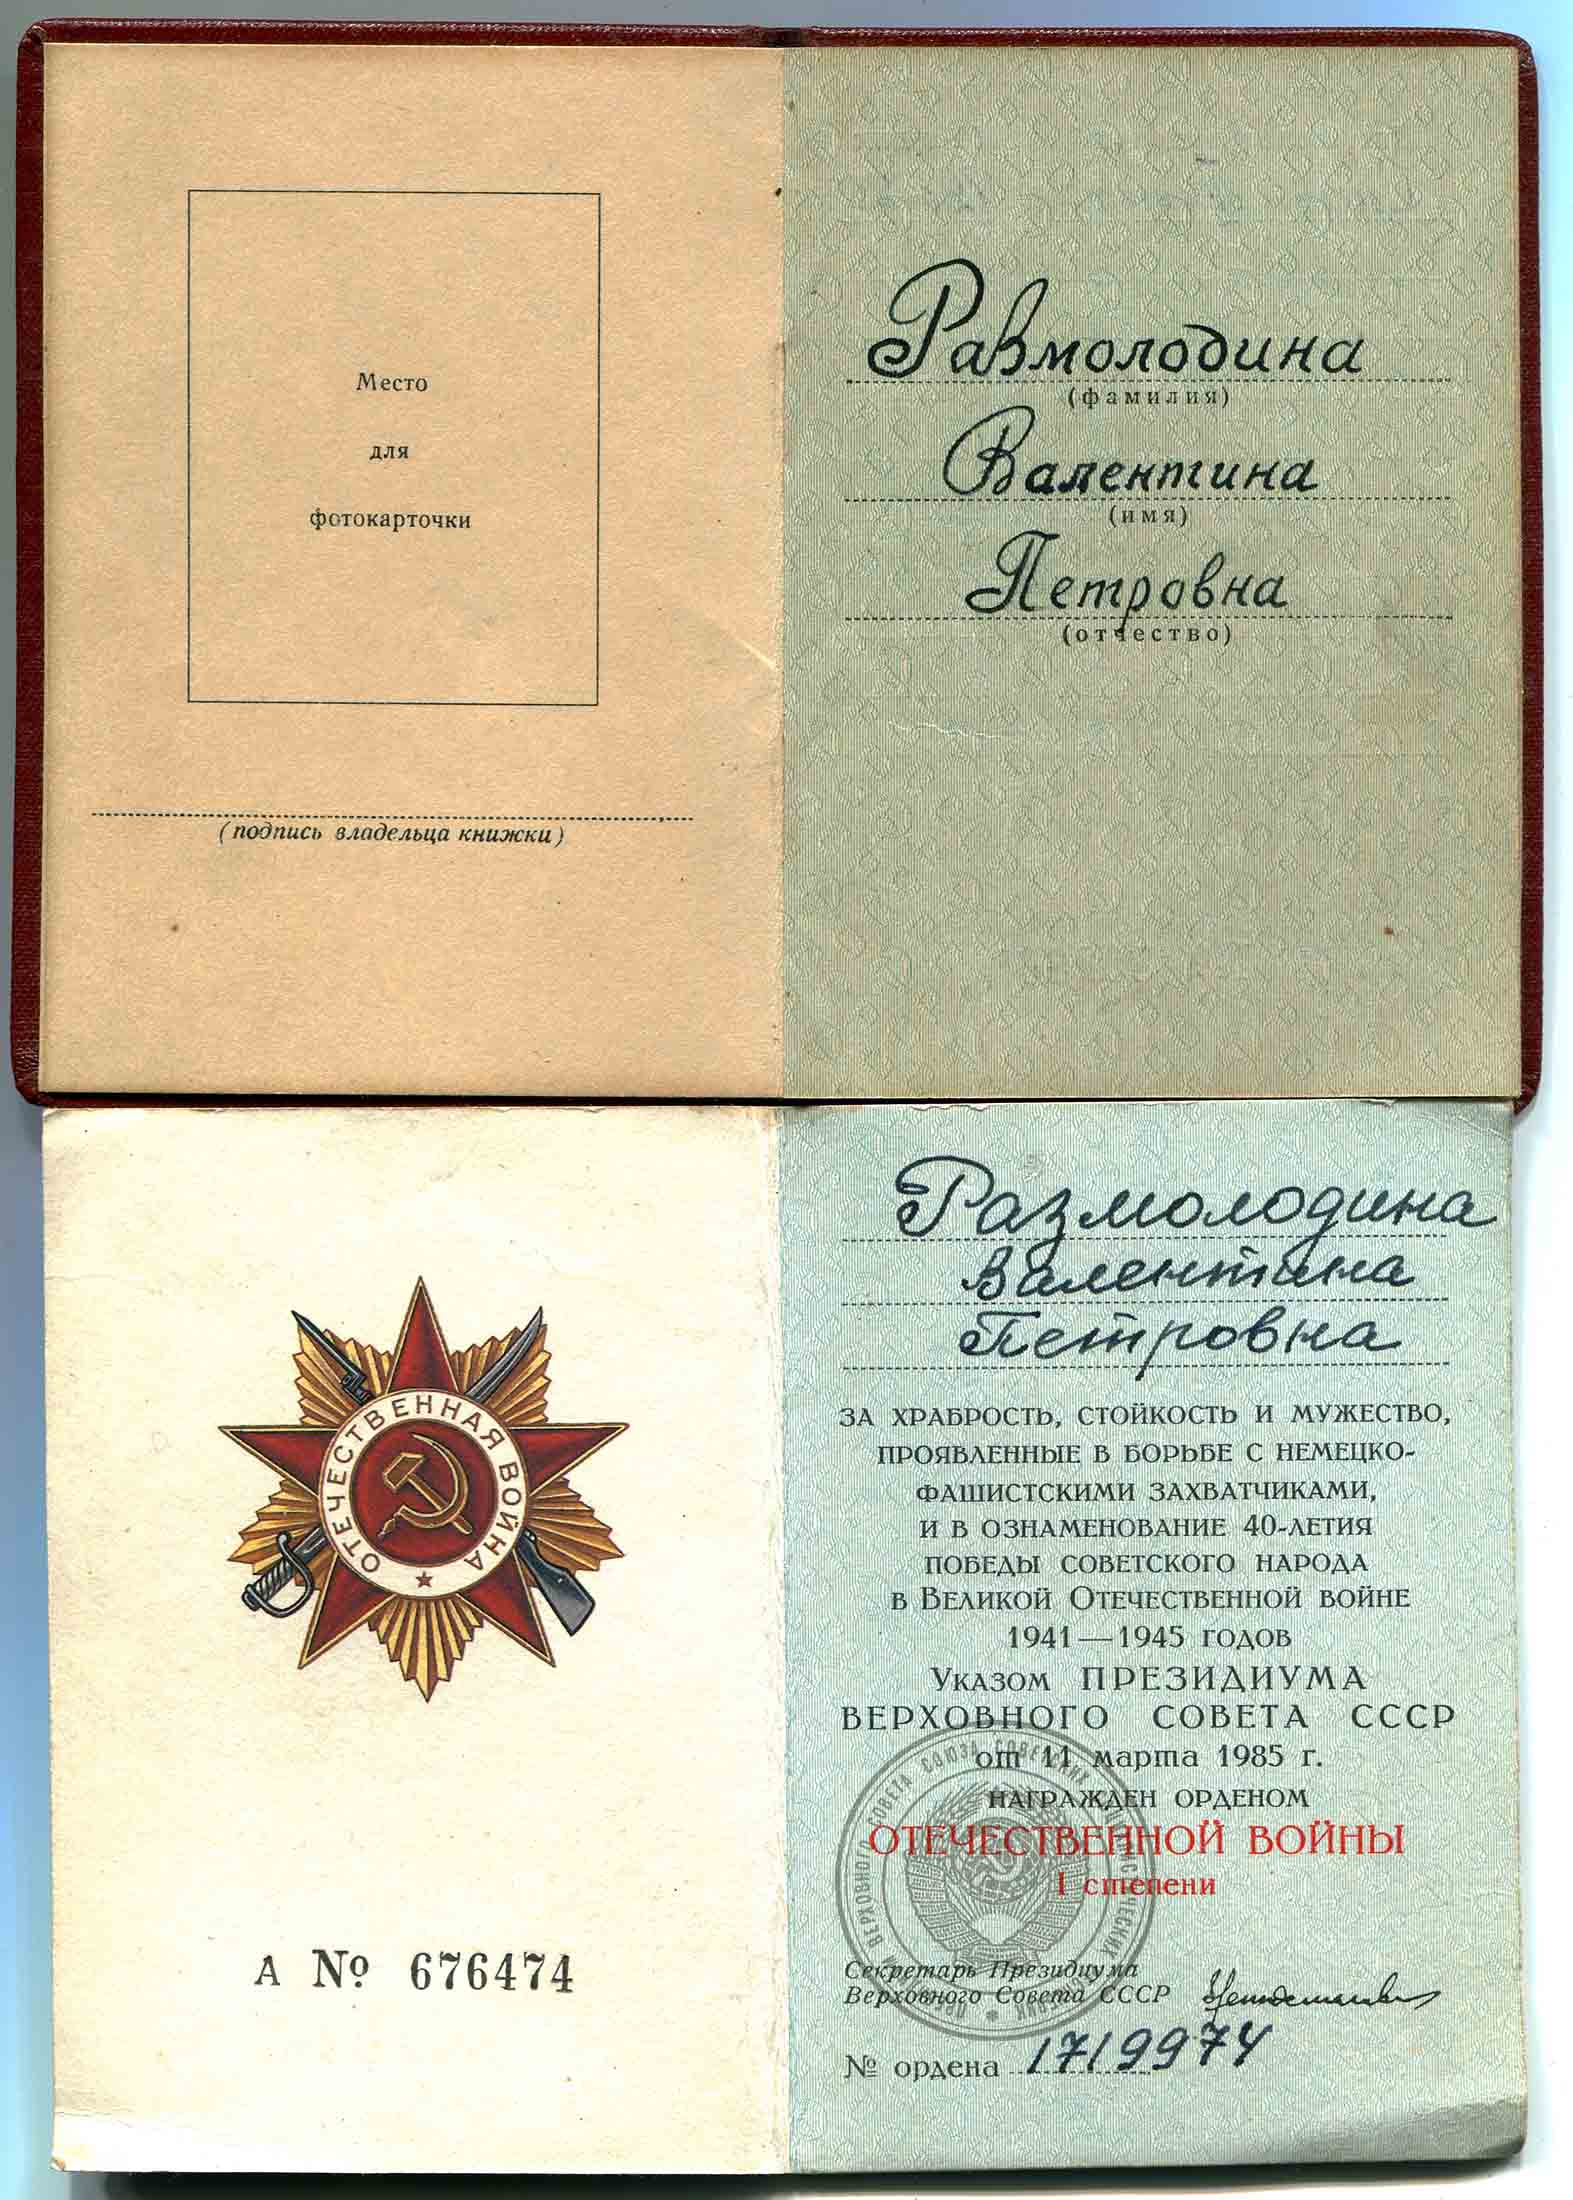 Место
для
фотокарточки
(подпись владельца книжки)
Размолодина
(фамилия)
Валентина
(имя)
Петровна
(отчество)
ОТЕЧЕСТВЕННАЯ ВОЙНА
А № 676474
Размолодина
Валентина
Петровна
ЗА ХРАБРОСТЬ, СТОЙКОСТЬ И МУЖЕСТВО,
ПРОЯВЛЕННЫЕ В БОРЬБЕ С НЕМЕЦКО-
ФАШИСТСКИМИ ЗАХВАТЧИКАМИ,
И В ОЗНАМЕНОВАНИЕ 40-ЛЕТИЯ
ПОБЕДЫ СОВЕТСКОГО НАРОДА
В ВЕЛИКОЙ ОТЕЧЕСТВЕННОЙ ВОЙНЕ
1941—1945 ГОДОВ
УКАЗОМ ПРЕЗИДИУМА
ВЕРХОВНОГО СОВЕТА СССР
от 11 марта 1985 г.
НАГРАЖДЕН ОРДЕНОМ
ОТЕЧЕСТВЕННОЙ ВОЙНЫ
I степени
Секретарь Президиума
Верховного Совета СССР
№ ордена 1719974